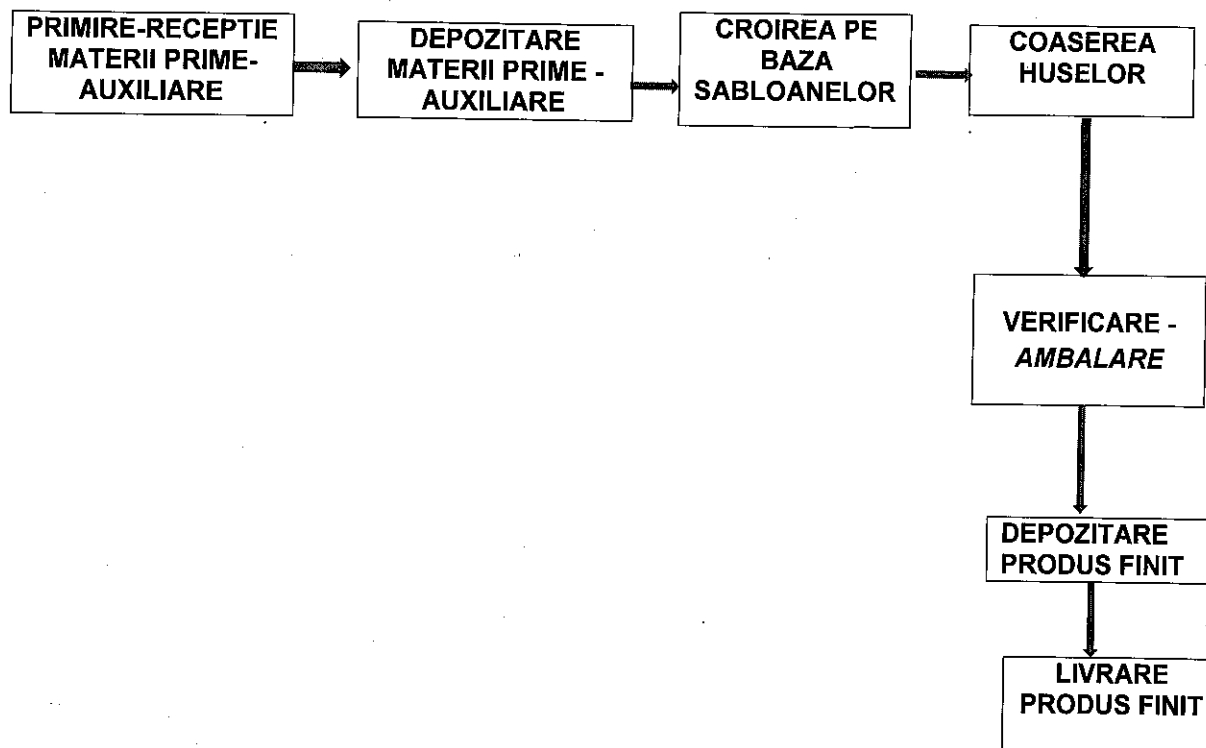 PRIMIRE-RECEPTIE
MATERII PRIME-
AUXILIARE
DEPOZITARE
MATERII PRIME -
AUXILIARE
CROIREA PE
BAZA
SABLOANELOR
COASEREA
HUSELOR
VERIFICARE -
AMBALARE
DEPOZITARE
PRODUS FINIT
LIVRARE
PRODUS FINIT